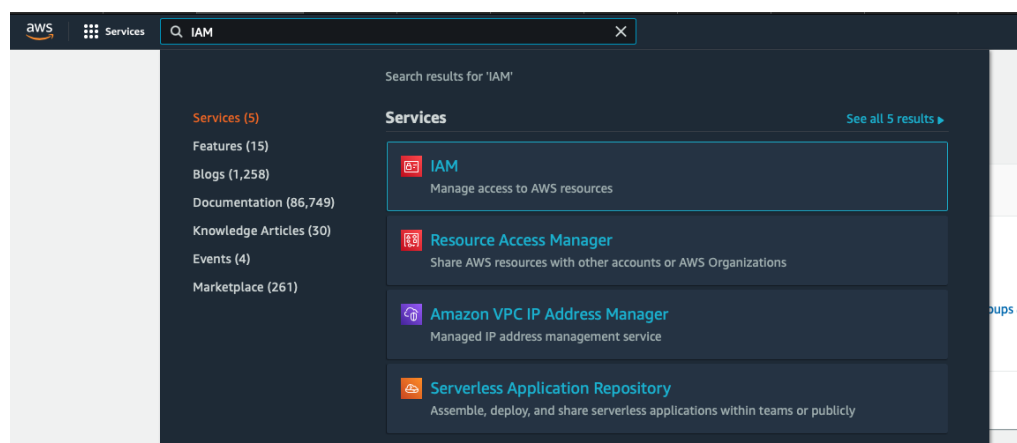 aws
Services
IAM
Search results for 'IAM'
Services (5)
Features (15)
Blogs (1,258)
Documentation (86,749)
Knowledge Articles (30)
Events (4)
Marketplace (261)
Services
See all 5 results
IAM
Manage access to AWS resources
Resource Access Manager
Share AWS resources with other accounts or AWS Organizations
Amazon VPC IP Address Manager
Managed IP address management service
Serverless Application Repository
Assemble, deploy, and share serverless applications within teams or publicly